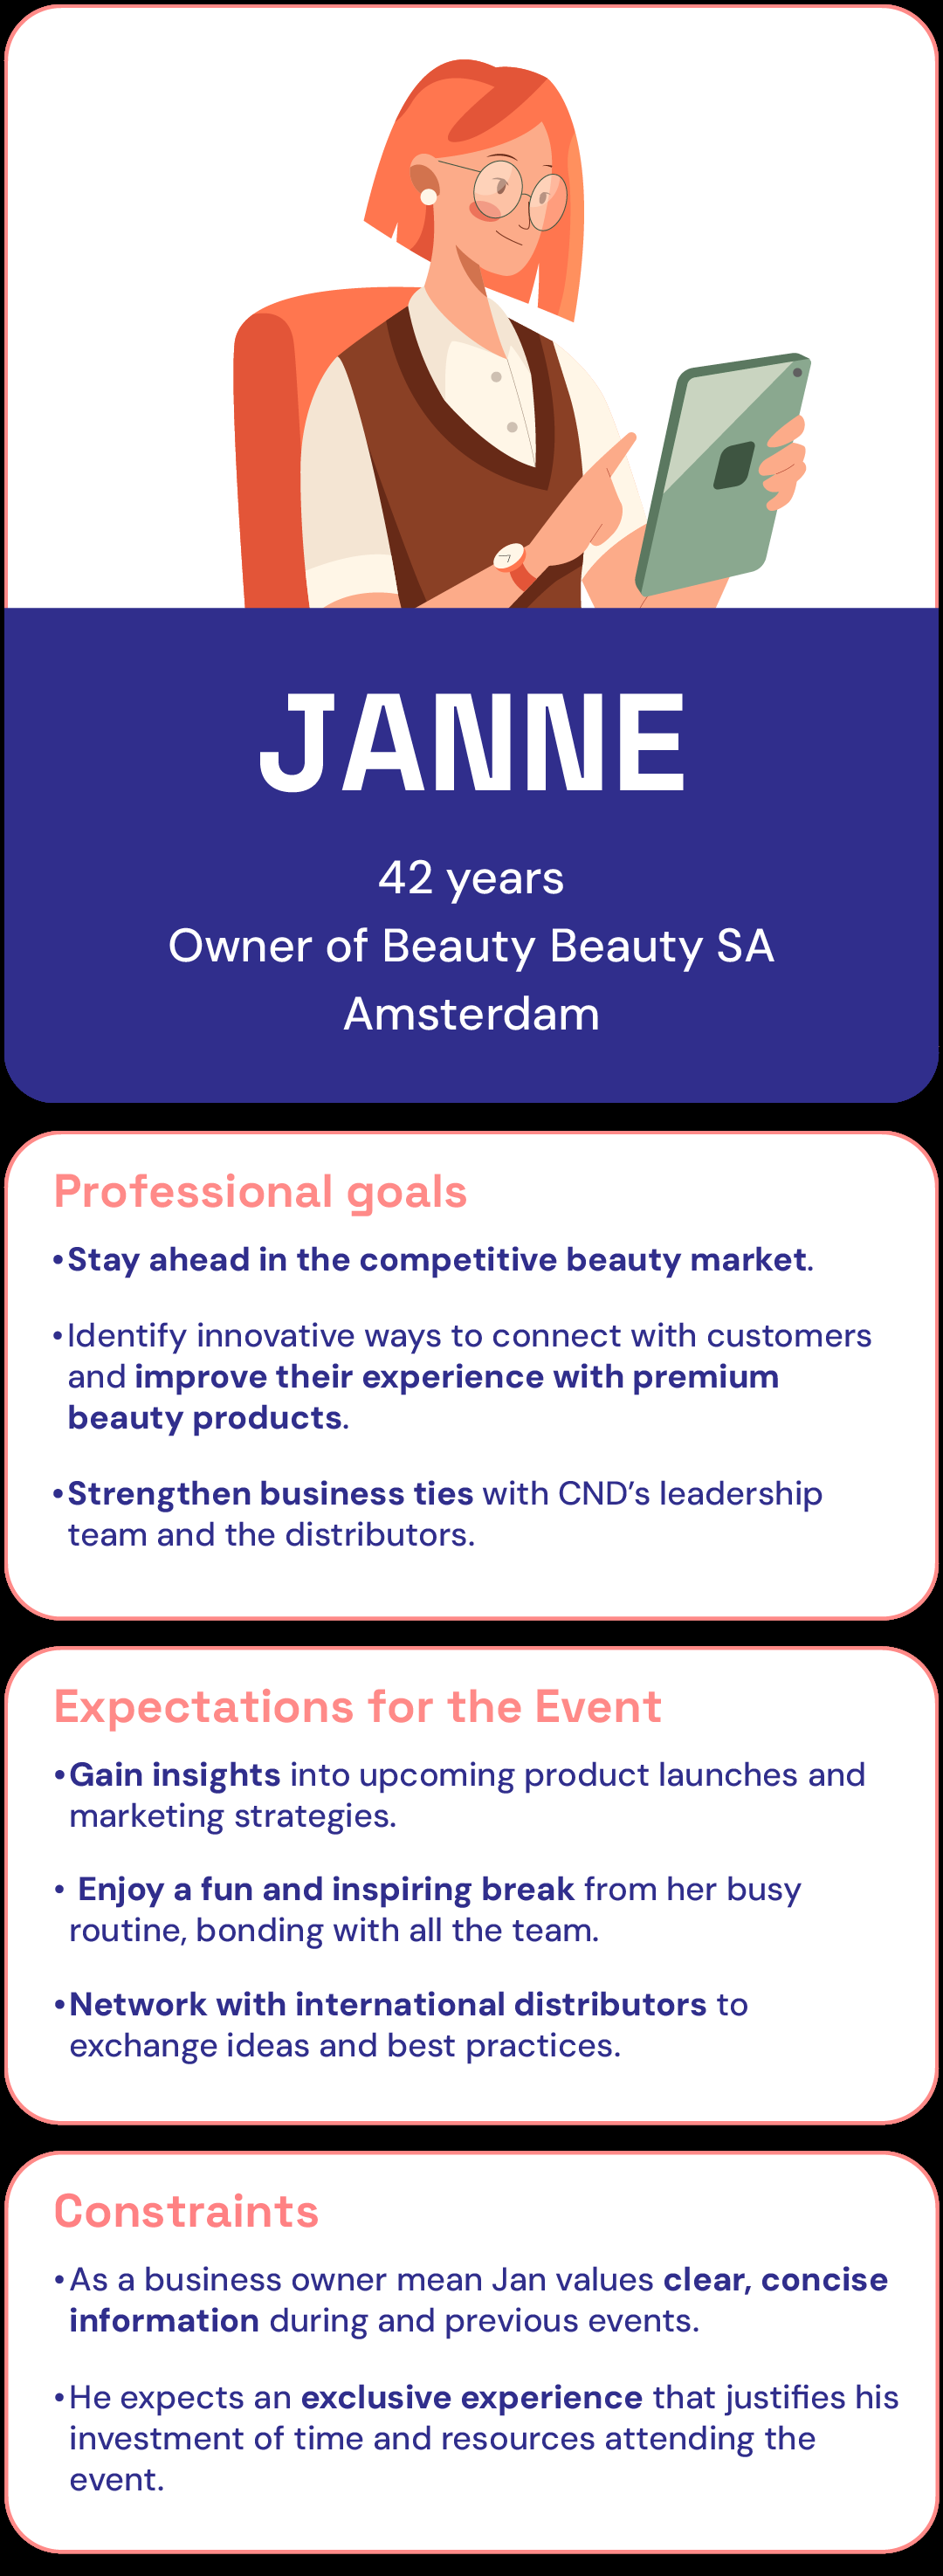 JANNE
42 years
Owner of Beauty Beauty SA
Amsterdam
Professional goals
•Stay ahead in the competitive beauty market.
•Identify innovative ways to connect with customers
and improve their experience with premium
beauty products.
•Strengthen business ties with CND’s leadership
team and the distributors.
Expectations for the Event
•Gain insights into upcoming product launches and
marketing strategies.
• Enjoy a fun and inspiring break from her busy
routine, bonding with all the team.
•Network with international distributors to
exchange ideas and best practices.
Constraints
•As a business owner mean Jan values clear, concise
information during and previous events.
•He expects an exclusive experience that justifies his
investment of time and resources attending the
event.